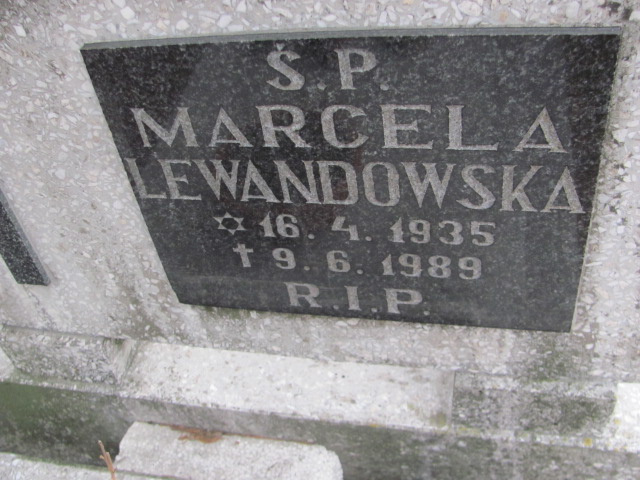 Ś.P.
MARCELA
LEWANDOWSKA
✡ 16.4.1935
✝ 9.6.1989
R.I.P.